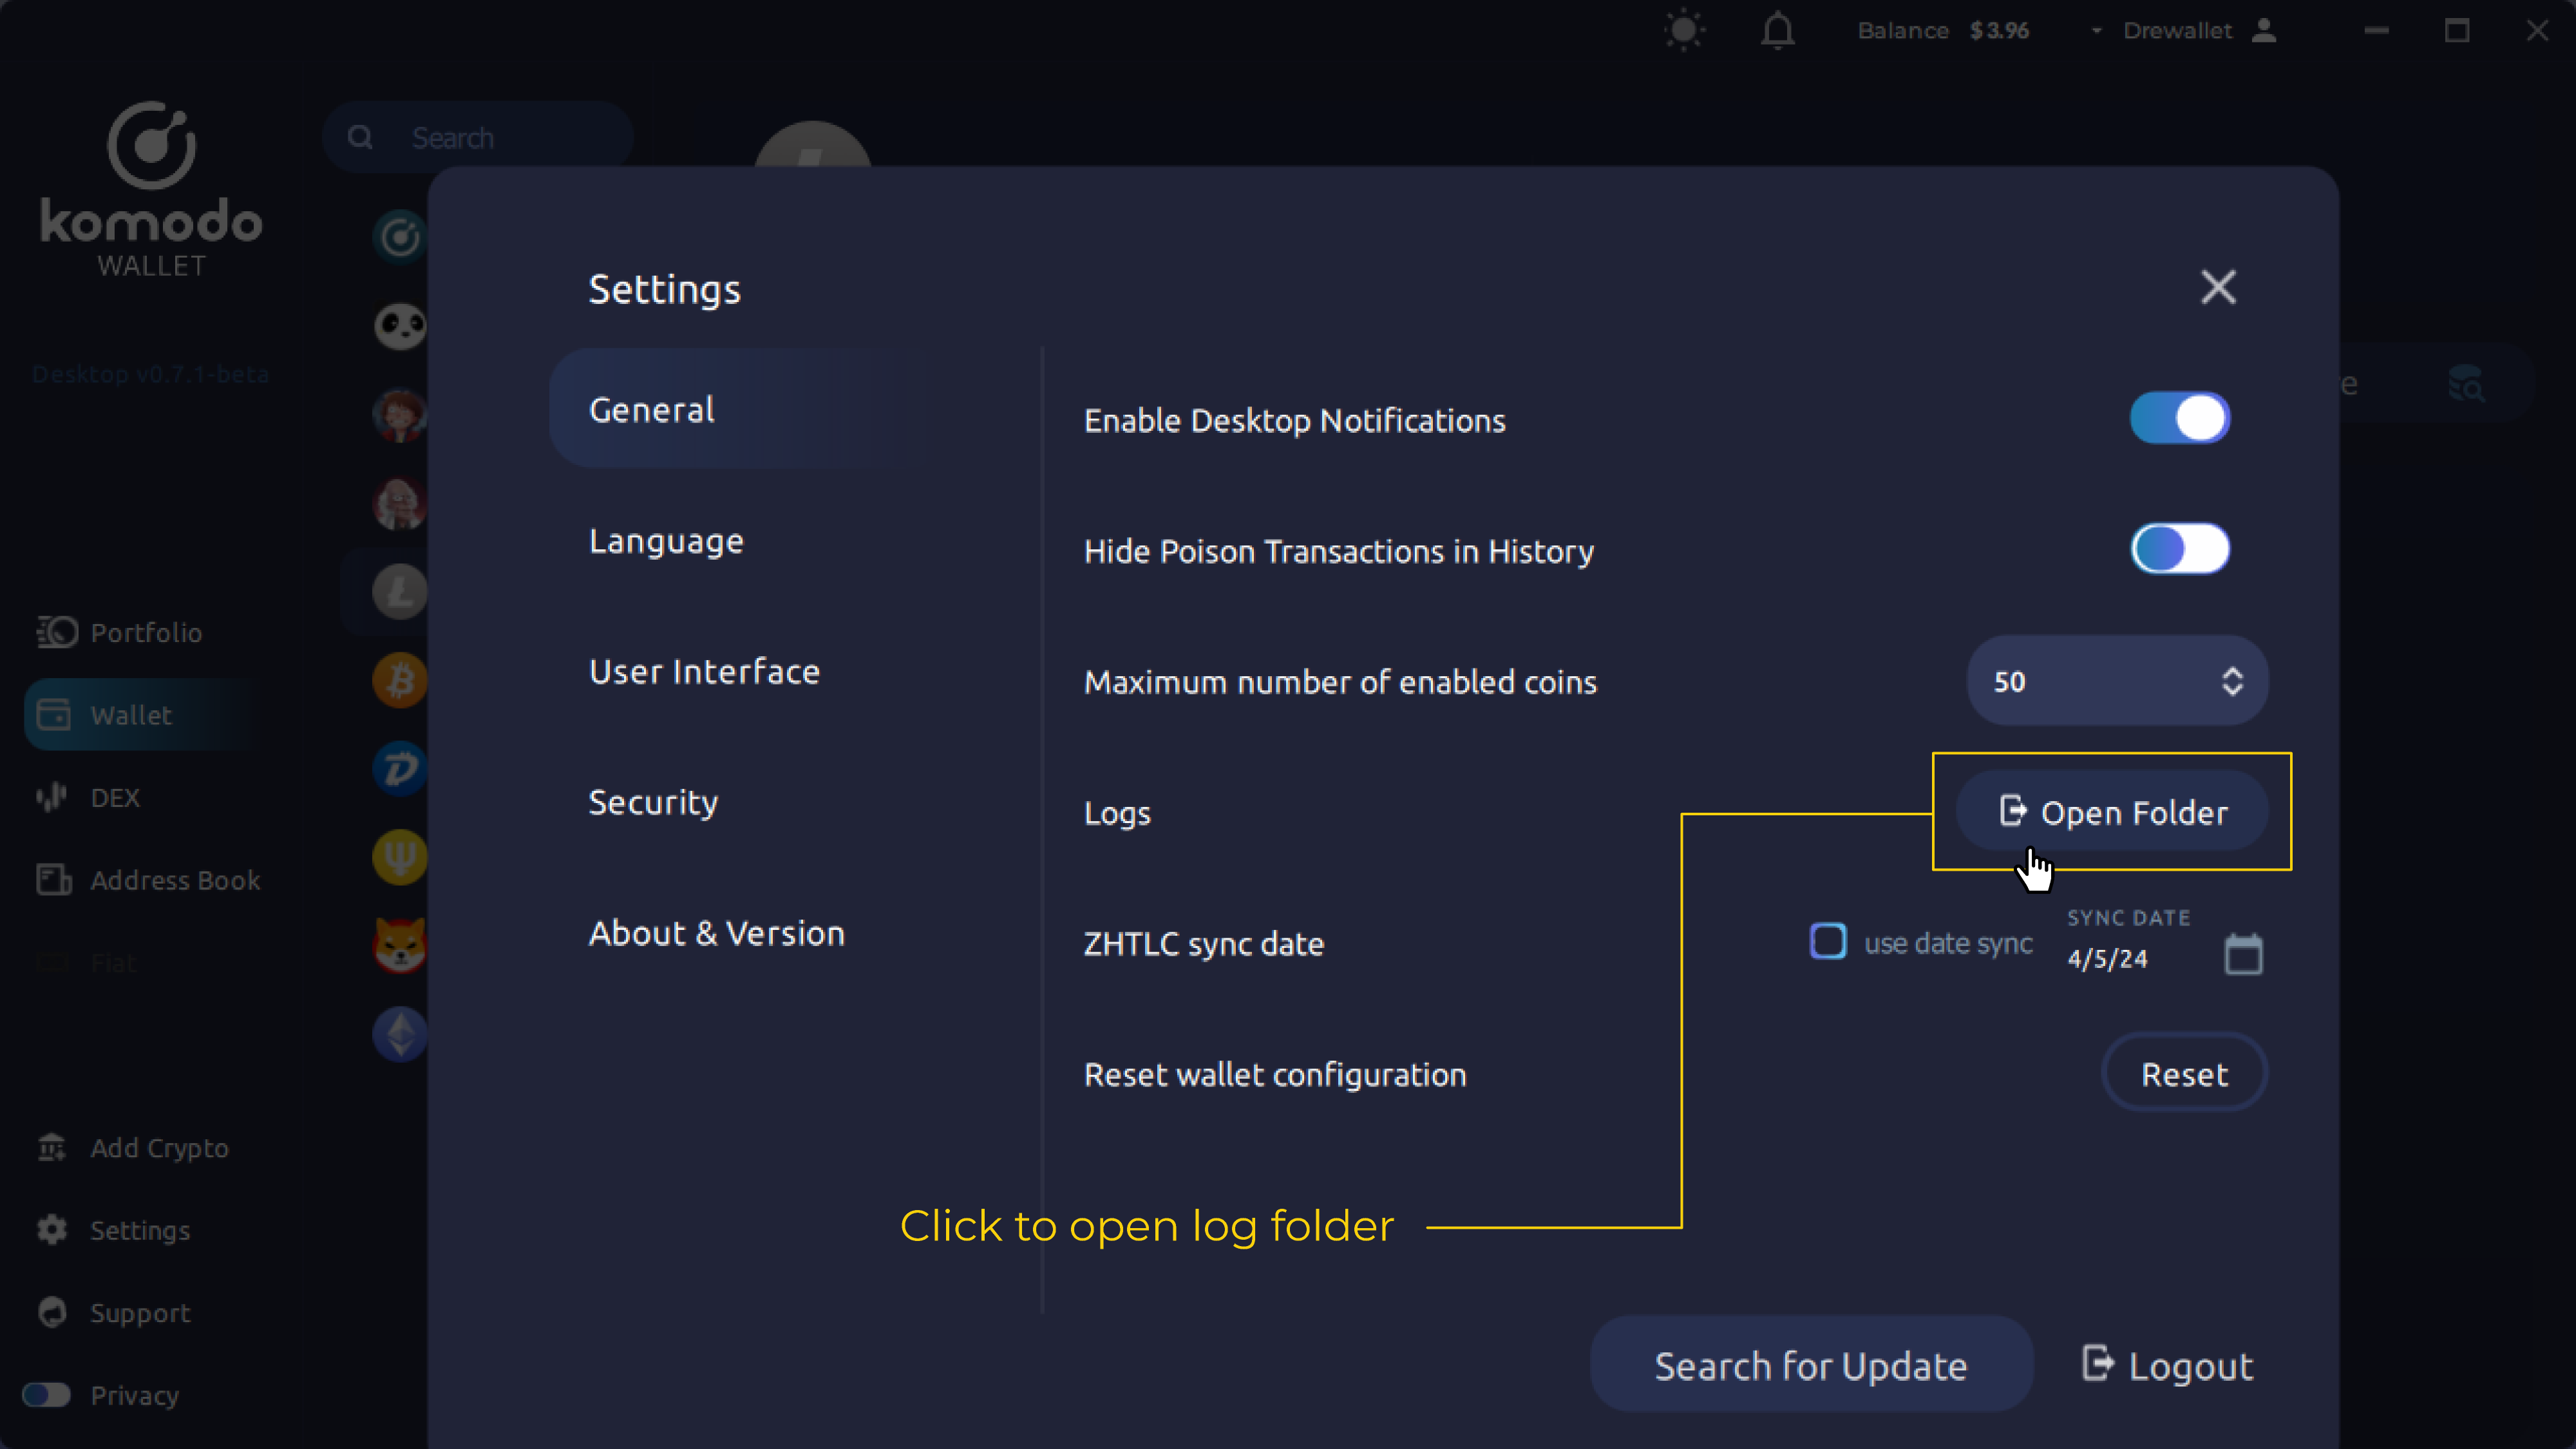 Balance $3.96
Drewallet
komodo
WALLET
Search
Desktop v0.7.1-beta
Portfolio
Wallet
DEX
Address Book
Fiat
Add Crypto
Settings
Support
Privacy
Settings
General
Language
User Interface
Security
About & Version
Enable Desktop Notifications
Hide Poison Transactions in History
Maximum number of enabled coins
50
Logs
Open Folder
ZHTLC sync date
use date sync
SYNC DATE
4/5/24
Reset wallet configuration
Reset
Click to open log folder
Search for Update
Logout